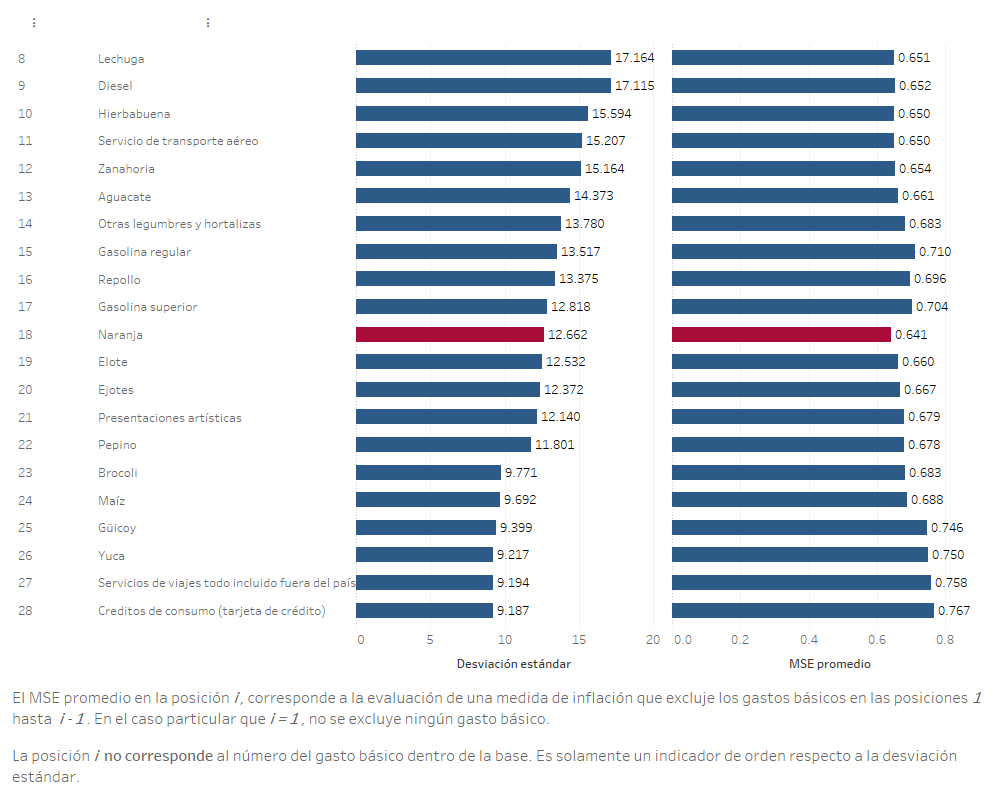 8 Lechuga 17.164 0.651
9 Diesel 17.115 0.652
10 Hierbabuena 15.594 0.650
11 Servicio de transporte aéreo 15.207 0.650
12 Zanahoria 15.164 0.654
13 Aguacate 14.373 0.661
14 Otras legumbres y hortalizas 13.780 0.683
15 Gasolina regular 13.517 0.710
16 Repollo 13.375 0.696
17 Gasolina superior 12.818 0.704
18 Naranja 12.662 0.641
19 Elote 12.532 0.660
20 Ejotes 12.372 0.667
21 Presentaciones artísticas 12.140 0.679
22 Pepino 11.801 0.678
23 Brocoli 9.771 0.683
24 Maíz 9.692 0.688
25 Güicoy 9.399 0.746
26 Yuca 9.217 0.750
27 Servicios de viajes todo incluido fuera del país 9.194 0.758
28 Creditos de consumo (tarjeta de crédito) 9.187 0.767
0 5 10 15 20 0.0 0.2 0.4 0.6 0.8
Desviación estándar MSE promedio
El MSE promedio en la posición i, corresponde a la evaluación de una medida de inflación que excluje los gastos básicos en las posiciones 1
hasta i - 1. En el caso particular que i = 1, no se excluye ningún gasto básico.
La posición i no corresponde al número del gasto básico dentro de la base. Es solamente un indicador de orden respecto a la desviación
estándar.